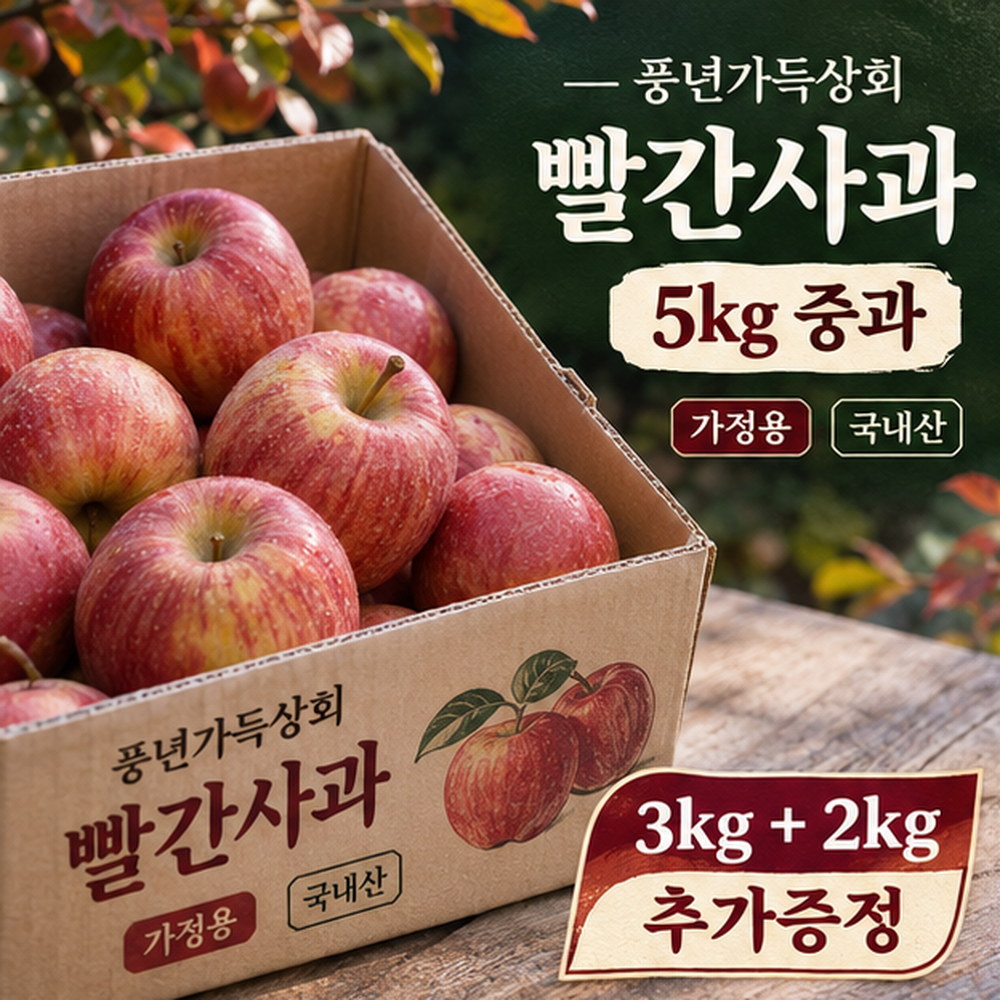 풍년가득상회
빨간사과
5kg 중과
가정용
국내산
풍년가득상회
빨간사과
가정용
국내산
3kg + 2kg
추가증정